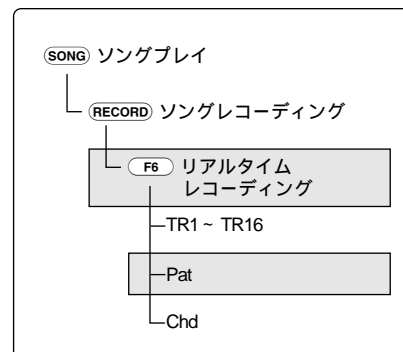 SONG ソングプレイ
RECORD ソングレコーディング
F6 リアルタイム
レコーディング
TR1~ TR16
Pat
Chd